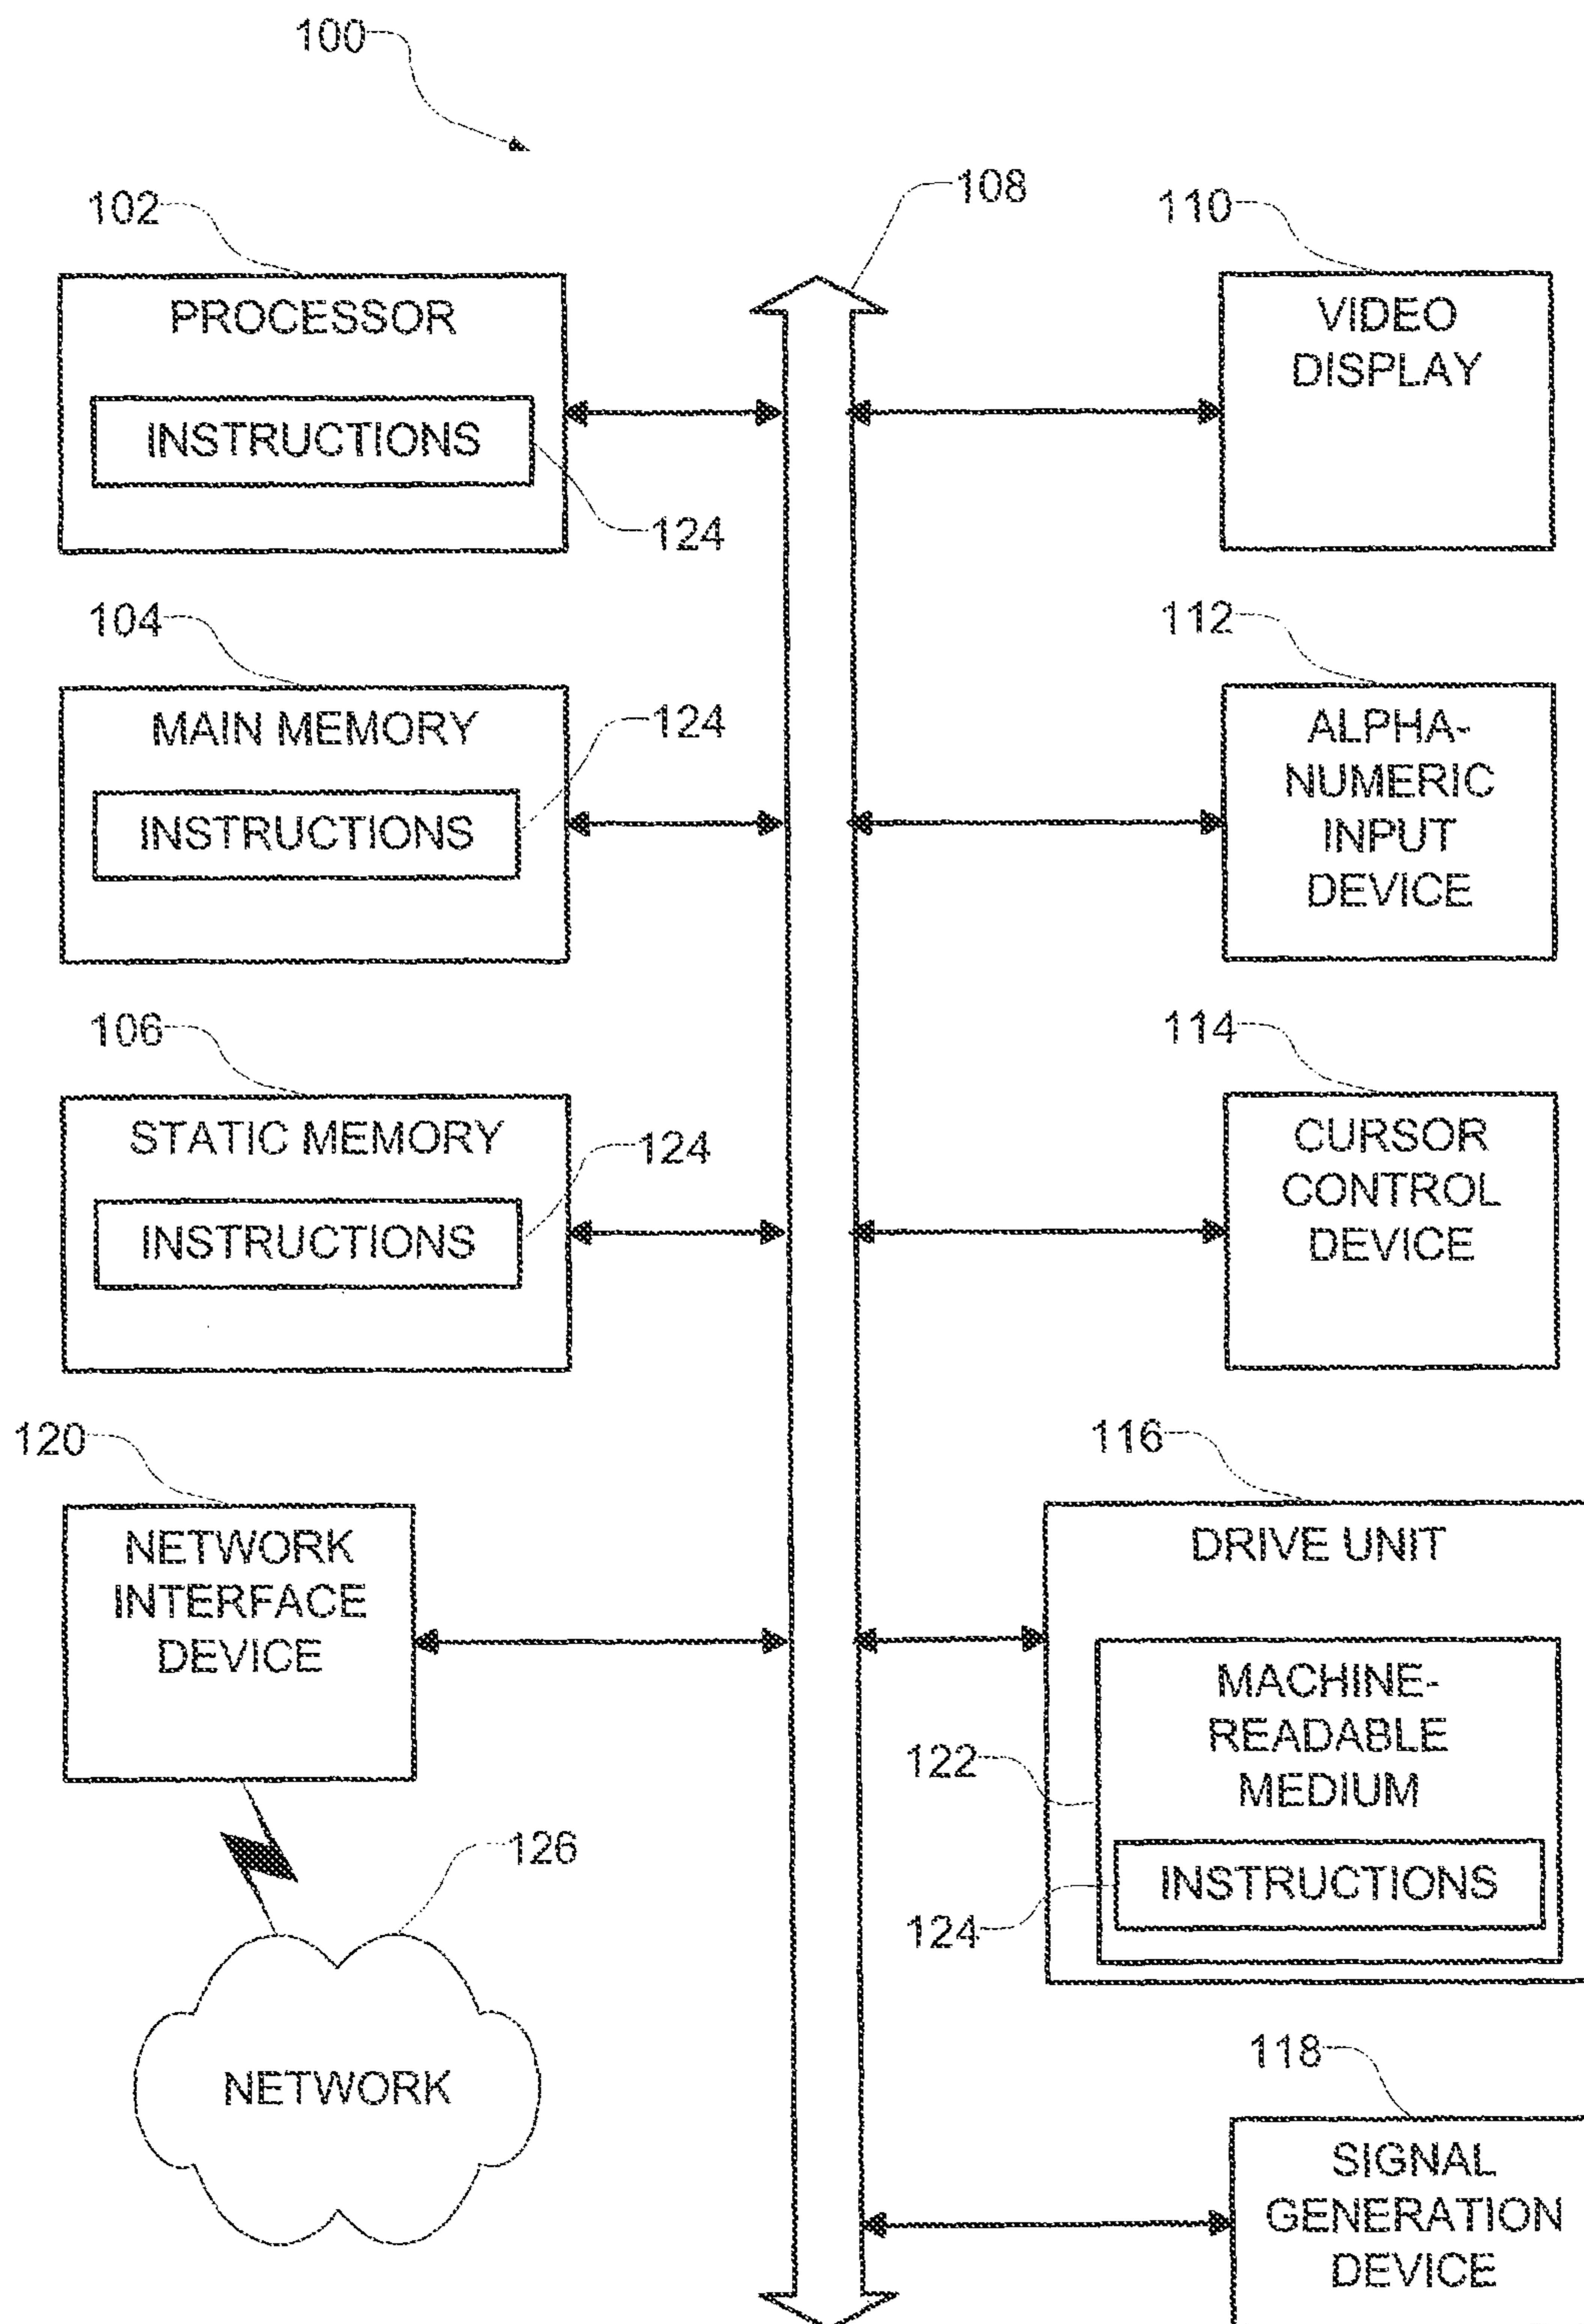 100
102
108
110
PROCESSOR
INSTRUCTIONS
124
VIDEO
DISPLAY
104
112
MAIN MEMORY
124
INSTRUCTIONS
ALPHA-
NUMERIC
INPUT
DEVICE
106
114
STATIC MEMORY
124
INSTRUCTIONS
CURSOR
CONTROL
DEVICE
120
116
NETWORK
INTERFACE
DEVICE
DRIVE UNIT
122
MACHINE-
READABLE
MEDIUM
124
INSTRUCTIONS
126
NETWORK
118
SIGNAL
GENERATION
DEVICE